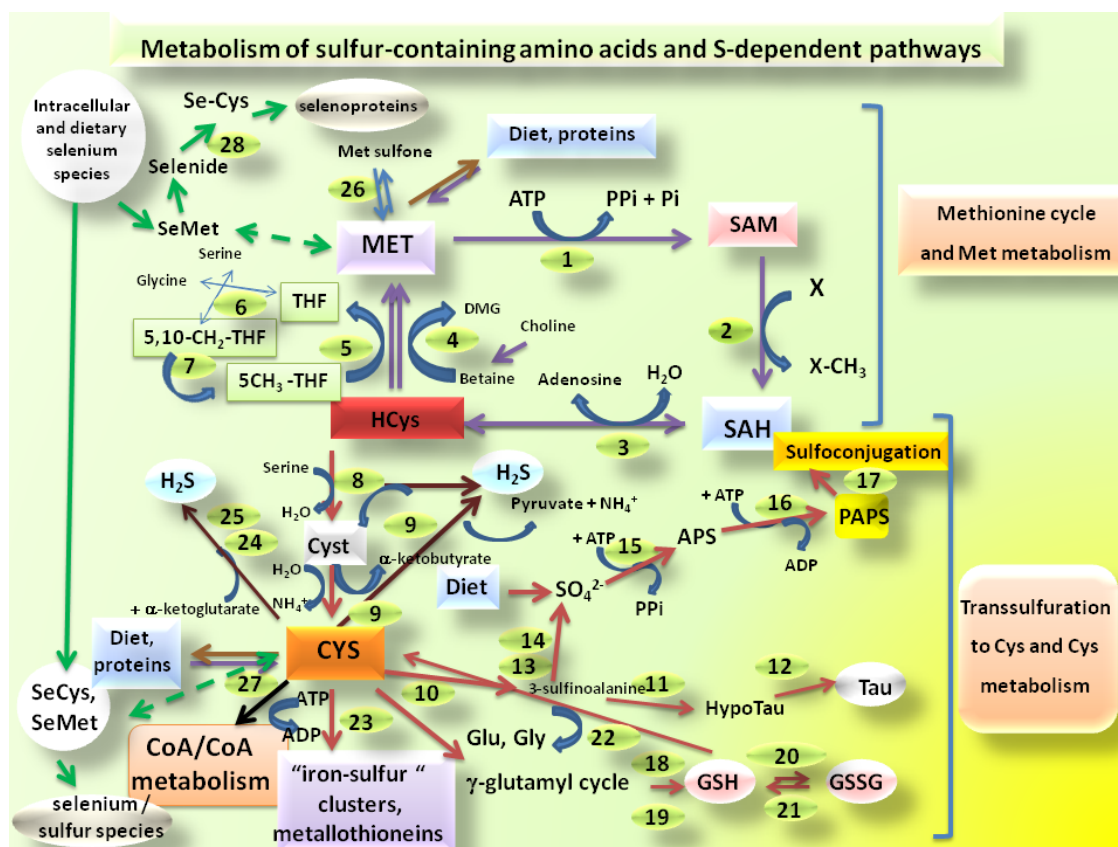 Metabolism of sulfur-containing amino acids and S-dependent pathways
Intracellular
and dietary
selenium
species
Se-Cys
selenoproteins
28
Selenide
SeMet
Met sulfone
26
Diet, proteins
MET
ATP
PPi + Pi
1
SAM
Methionine cycle
and Met metabolism
Serine
Glycine
6
THF
5,10-CH₂-THF
7
5CH₃ -THF
5
4
DMG
Choline
Betaine
2
X
X-CH₃
Adenosine
H₂O
3
HCys
SAH
Sulfoconjugation
17
PAPS
16
+ ATP
ADP
APS
15
+ ATP
PPi
H₂S
25
24
+ α-ketoglutarate
Serine
8
H₂O
Cyst
H₂O
NH₄⁺
H₂S
9
Pyruvate + NH₄⁺
α-ketobutyrate
9
Diet
SO₄²⁻
14
13
Transsulfuration
to Cys and Cys
metabolism
Diet,
proteins
CYS
27
10
3-sulfinoalanine
11
HypoTau
12
Tau
SeCys,
SeMet
CoA/CoA
metabolism
ATP
ADP
23
Glu, Gly
22
γ-glutamyl cycle
18
19
GSH
20
21
GSSG
"iron-sulfur "
clusters,
metallothioneins
selenium /
sulfur species